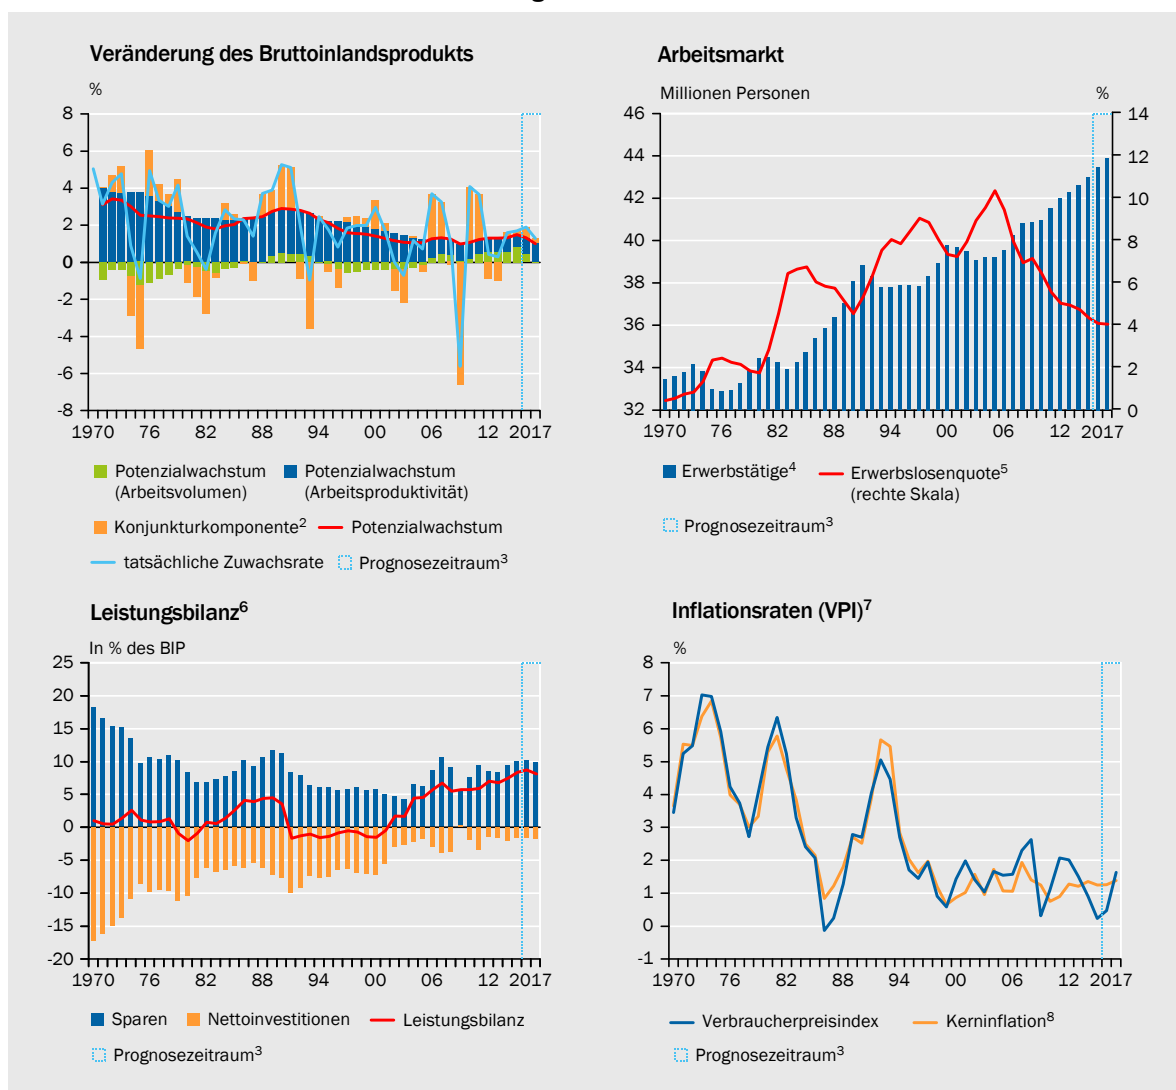 Veränderung des Bruttoinlandsprodukts
%
8
6
4
2
0
-2
-4
-6
-8
1970 76 82 88 94 00 06 12 2017
Potenzialwachstum (Arbeitsvolumen)
Potenzialwachstum (Arbeitsproduktivität)
Konjunkturkomponente² Potenzialwachstum
tatsächliche Zuwachsrate Prognosezeitraum³
Arbeitsmarkt
Millionen Personen %
46 14
44 12
42 10
40 8
38 6
36 4
34 2
32 0
1970 76 82 88 94 00 06 12 2017
Erwerbstätige⁴ Erwerbslosenquote⁵
(rechte Skala)
Prognosezeitraum³
Leistungsbilanz⁶
In % des BIP
25
20
15
10
5
0
-5
-10
-15
-20
1970 76 82 88 94 00 06 12 2017
Sparen Nettoinvestitionen Leistungsbilanz
Prognosezeitraum³
Inflationsraten (VPI)⁷
%
8
7
6
5
4
3
2
1
0
-1
1970 76 82 88 94 00 06 12 2017
Verbraucherpreisindex Kerninflation⁸
Prognosezeitraum³